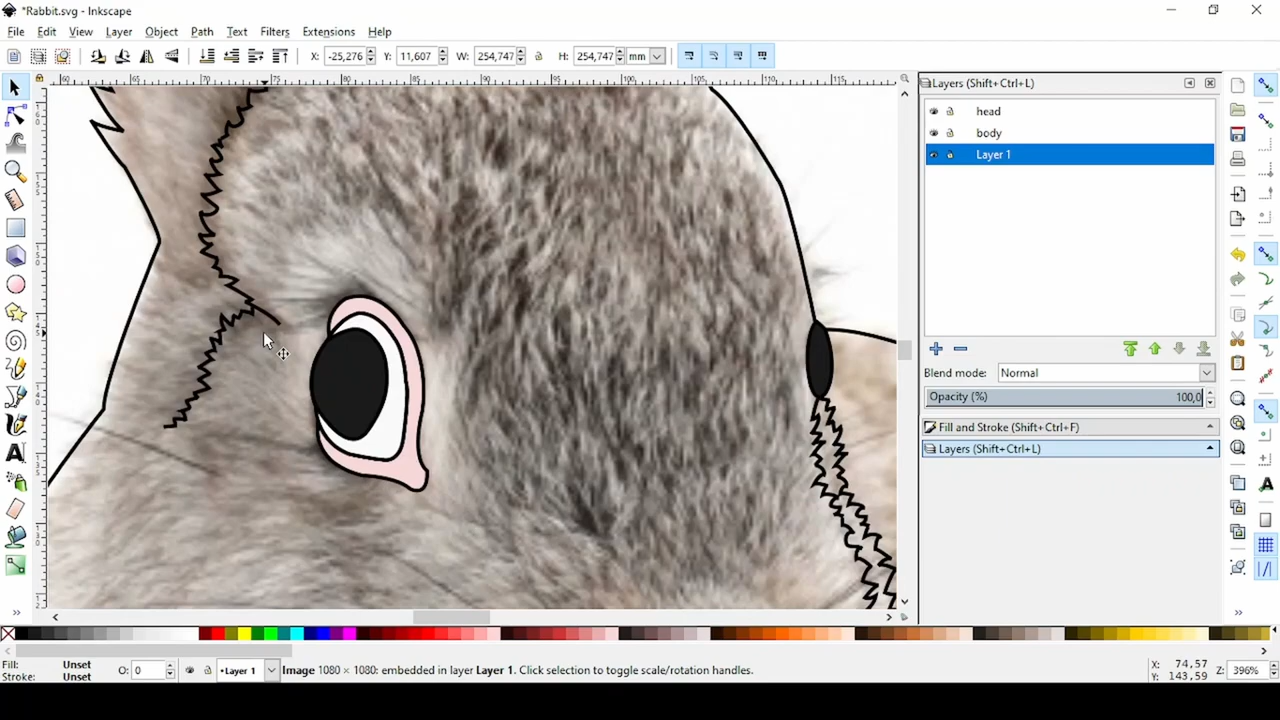 *Rabbit.svg - Inkscape
File Edit View Layer Object Path Text Filters Extensions Help
X: -25,276 Y: 11,607 W: 254,747 H: 254,747 mm
Layers (Shift+Ctrl+L)
head
body
Layer 1
Blend mode: Normal
Opacity (%) 100,0
Fill and Stroke (Shift+Ctrl+F)
Layers (Shift+Ctrl+L)
Fill: Unset
Stroke: Unset
O: 0
•Layer 1
Image 1080 × 1080: embedded in layer Layer 1. Click selection to toggle scale/rotation handles.
X: 74,57
Y: 143,59
Z: 396%